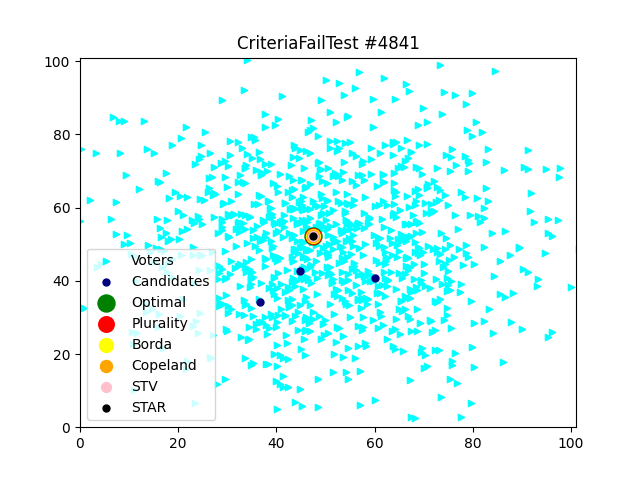 CriteriaFailTest #4841
100
80
60
40
20
0
Voters
Candidates
Optimal
Plurality
Borda
Copeland
STV
STAR
0 20 40 60 80 100